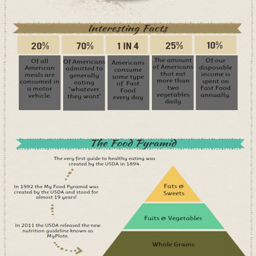 Interesting Facts
20%
70%
1 IN 4
25%
10%
Of all
American
meals are
consumed in
a motor
vehicle.
Of Americans
admitted to
generally
eating
"whatever
they want"
Americans
consume
some type
of Fast
Food
every day
The amount
of Americans
that eat
more than
two
vegetables
daily
Of our
disposable
income is
spent on
Fast Food
annually.
The Food Pyramid
The very first guide to healthy eating was
created by the USDA in 1894.
In 1992 the My Food Pyramid was
created by the USDA and stood for
almost 19 years!
In 2011 the USDA released the new
nutrition guideline known as
MyPlate.
Fats &
Sweets
Fuits & Vegetables
Whole Grains